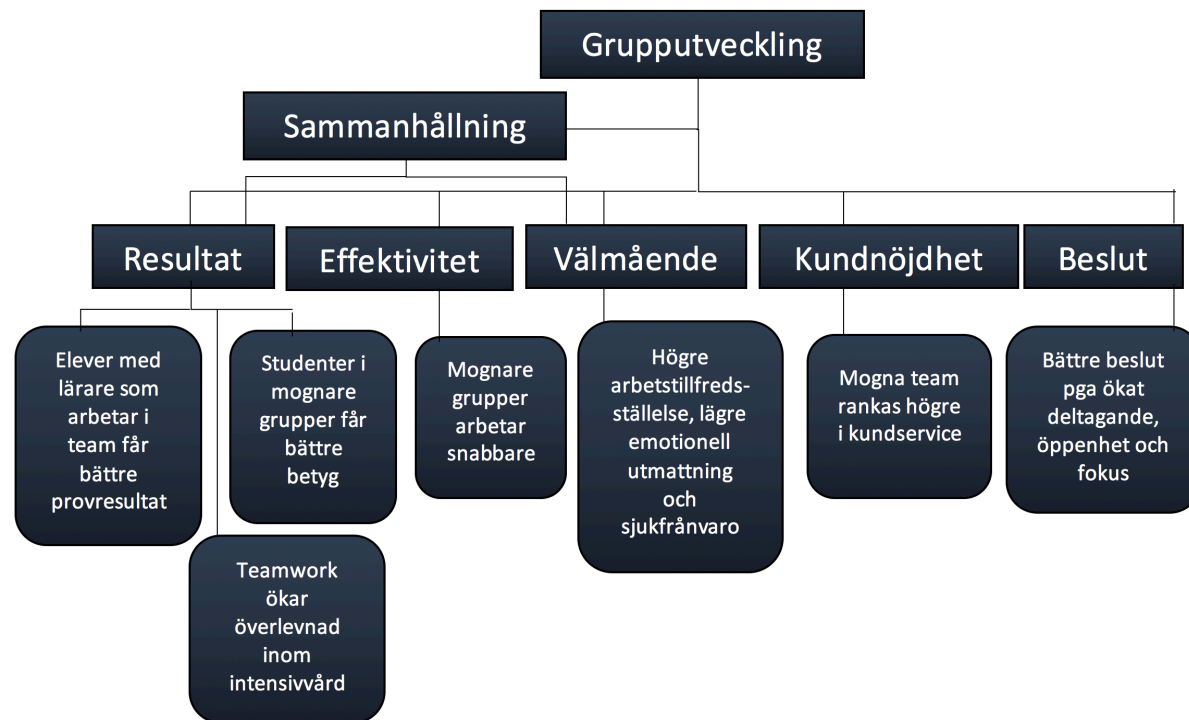 Grupputveckling
Sammanhållning
Resultat
Effektivitet
Välmående
Kundnöjdhet
Beslut
Elever med
lärare som
arbetar i
team får
bättre
provresultat
Studenter i
mognare
grupper får
bättre
betyg
Mognare
grupper
arbetar
snabbare
Högre
arbetstillfreds-
ställelse, lägre
emotionell
utmattning
och
sjukfrånvaro
Mogna team
rankas högre
i kundservice
Bättre beslut
pga ökat
deltagande,
öppenhet och
fokus
Teamwork
ökar
överlevnad
inom
intensivvård